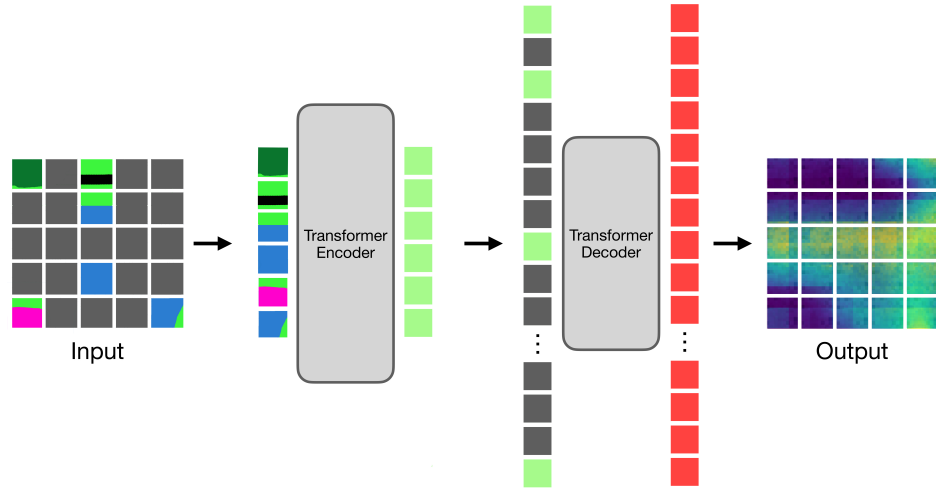 Input
Transformer
Encoder
Transformer
Decoder
Output